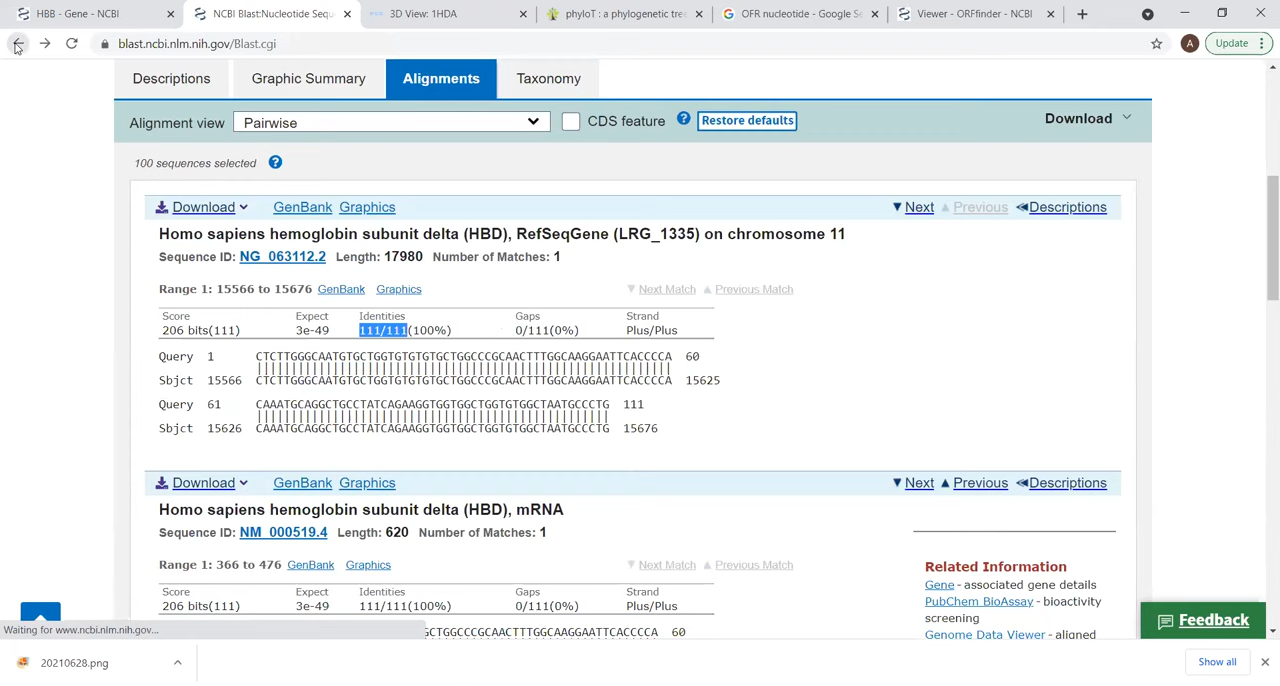 HBB - Gene - NCBI
NCBI Blast:Nucleotide Sequ
3D View: 1HDA
phyloT : a phylogenetic tree
OFR nucleotide - Google Se
Viewer - ORFfinder - NCBI
blast.ncbi.nlm.nih.gov/Blast.cgi
A
Update
Descriptions
Graphic Summary
Alignments
Taxonomy
Alignment view
Pairwise
CDS feature
?
Restore defaults
Download
100 sequences selected
?
Download GenBank Graphics Next Previous Descriptions
Homo sapiens hemoglobin subunit delta (HBD), RefSeqGene (LRG_1335) on chromosome 11
Sequence ID: NG_063112.2 Length: 17980 Number of Matches: 1
Range 1: 15566 to 15676 GenBank Graphics Next Match Previous Match
Score Expect Identities Gaps Strand
206 bits(111) 3e-49 111/111(100%) 0/111(0%) Plus/Plus
Query 1 CTCTTGGGCAATGTGCTGGTGTGTGTGCTGGCCCGCAACTTTGGCAAGGAATTCACCCCA 60
Sbjct 15566 CTCTTGGGCAATGTGCTGGTGTGTGTGCTGGCCCGCAACTTTGGCAAGGAATTCACCCCA 15625
Query 61 CAAATGCAGGCTGCCTATCAGAAGGTGGTGGCTGGTGTGGCTAATGCCCTG 111
Sbjct 15626 CAAATGCAGGCTGCCTATCAGAAGGTGGTGGCTGGTGTGGCTAATGCCCTG 15676
Download GenBank Graphics Next Previous Descriptions
Homo sapiens hemoglobin subunit delta (HBD), mRNA
Sequence ID: NM_000519.4 Length: 620 Number of Matches: 1
Range 1: 366 to 476 GenBank Graphics Next Match Previous Match
Score Expect Identities Gaps Strand
206 bits(111) 3e-49 111/111(100%) 0/111(0%) Plus/Plus
GCTGGCCCGCAACTTTGGCAAGGAATTCACCCCA 60
Related Information
Gene - associated gene details
PubChem BioAssay - bioactivity
screening
Genome Data Viewer - aligned
Feedback
Waiting for www.ncbi.nlm.nih.gov...
20210628.png
Show all